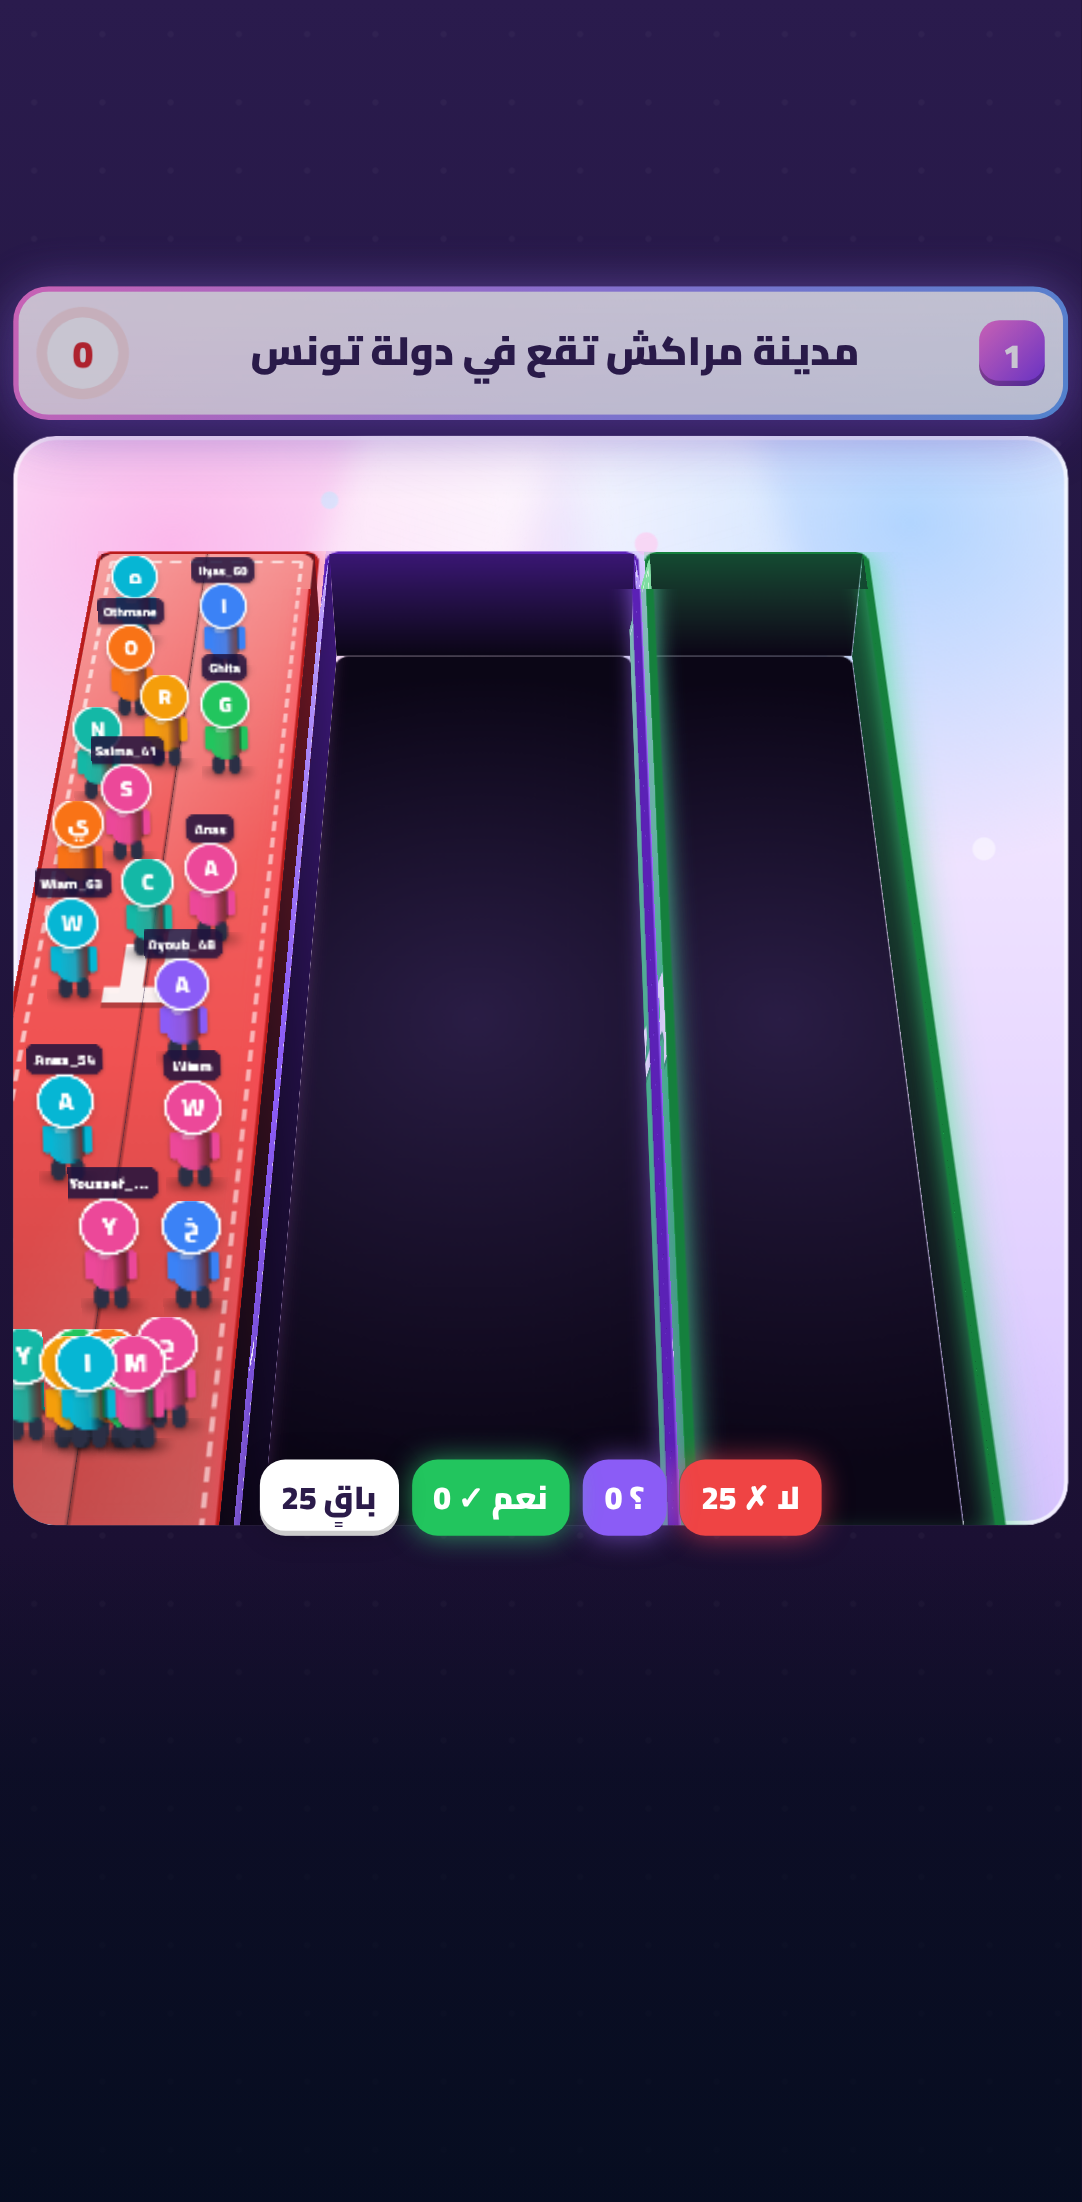 1
مدينة مراكش تقع في دولة تونس
0
ه
Ilyas_60
I
Othmane
O
Ghita
G
R
N
Salma_41
S
ي
Anas
A
Wiam_63
W
C
Ayoub_48
A
Anas_54
A
Wiam
W
Youssef_...
Y
خ
Y
I
M
لا ✗ 25
؟ 0
نعم ✓ 0
باقٍ 25